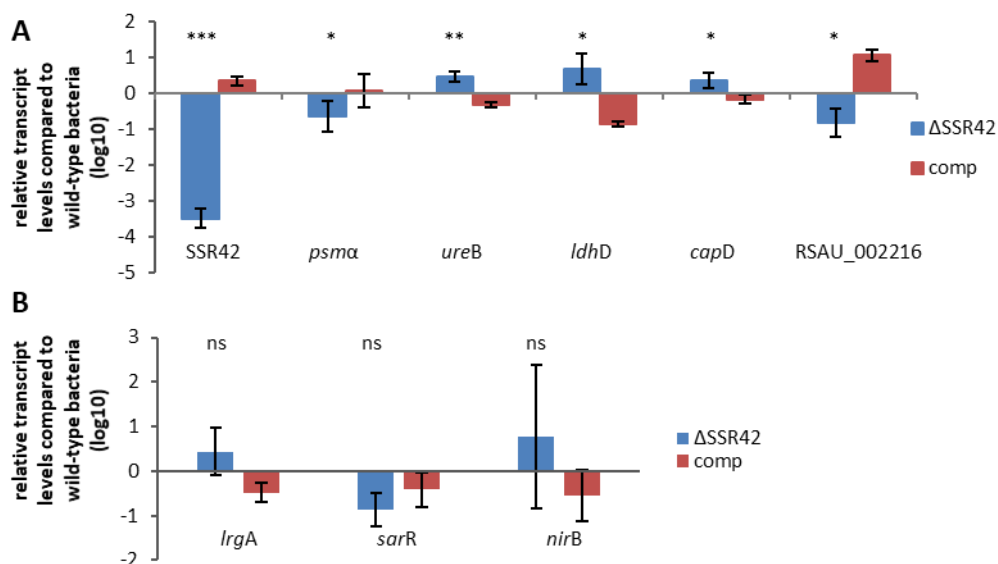 A
relative transcript
levels compared to
wild-type bacteria
(log10)
2
1
0
-1
-2
-3
-4
-5
*** * ** * * *
SSR42 psmα ureB ldhD capD RSAU_002216
ΔSSR42
comp
B
relative transcript
levels compared to
wild-type bacteria
(log10)
3
2
1
0
-1
-2
ns ns ns
lrgA sarR nirB
ΔSSR42
comp